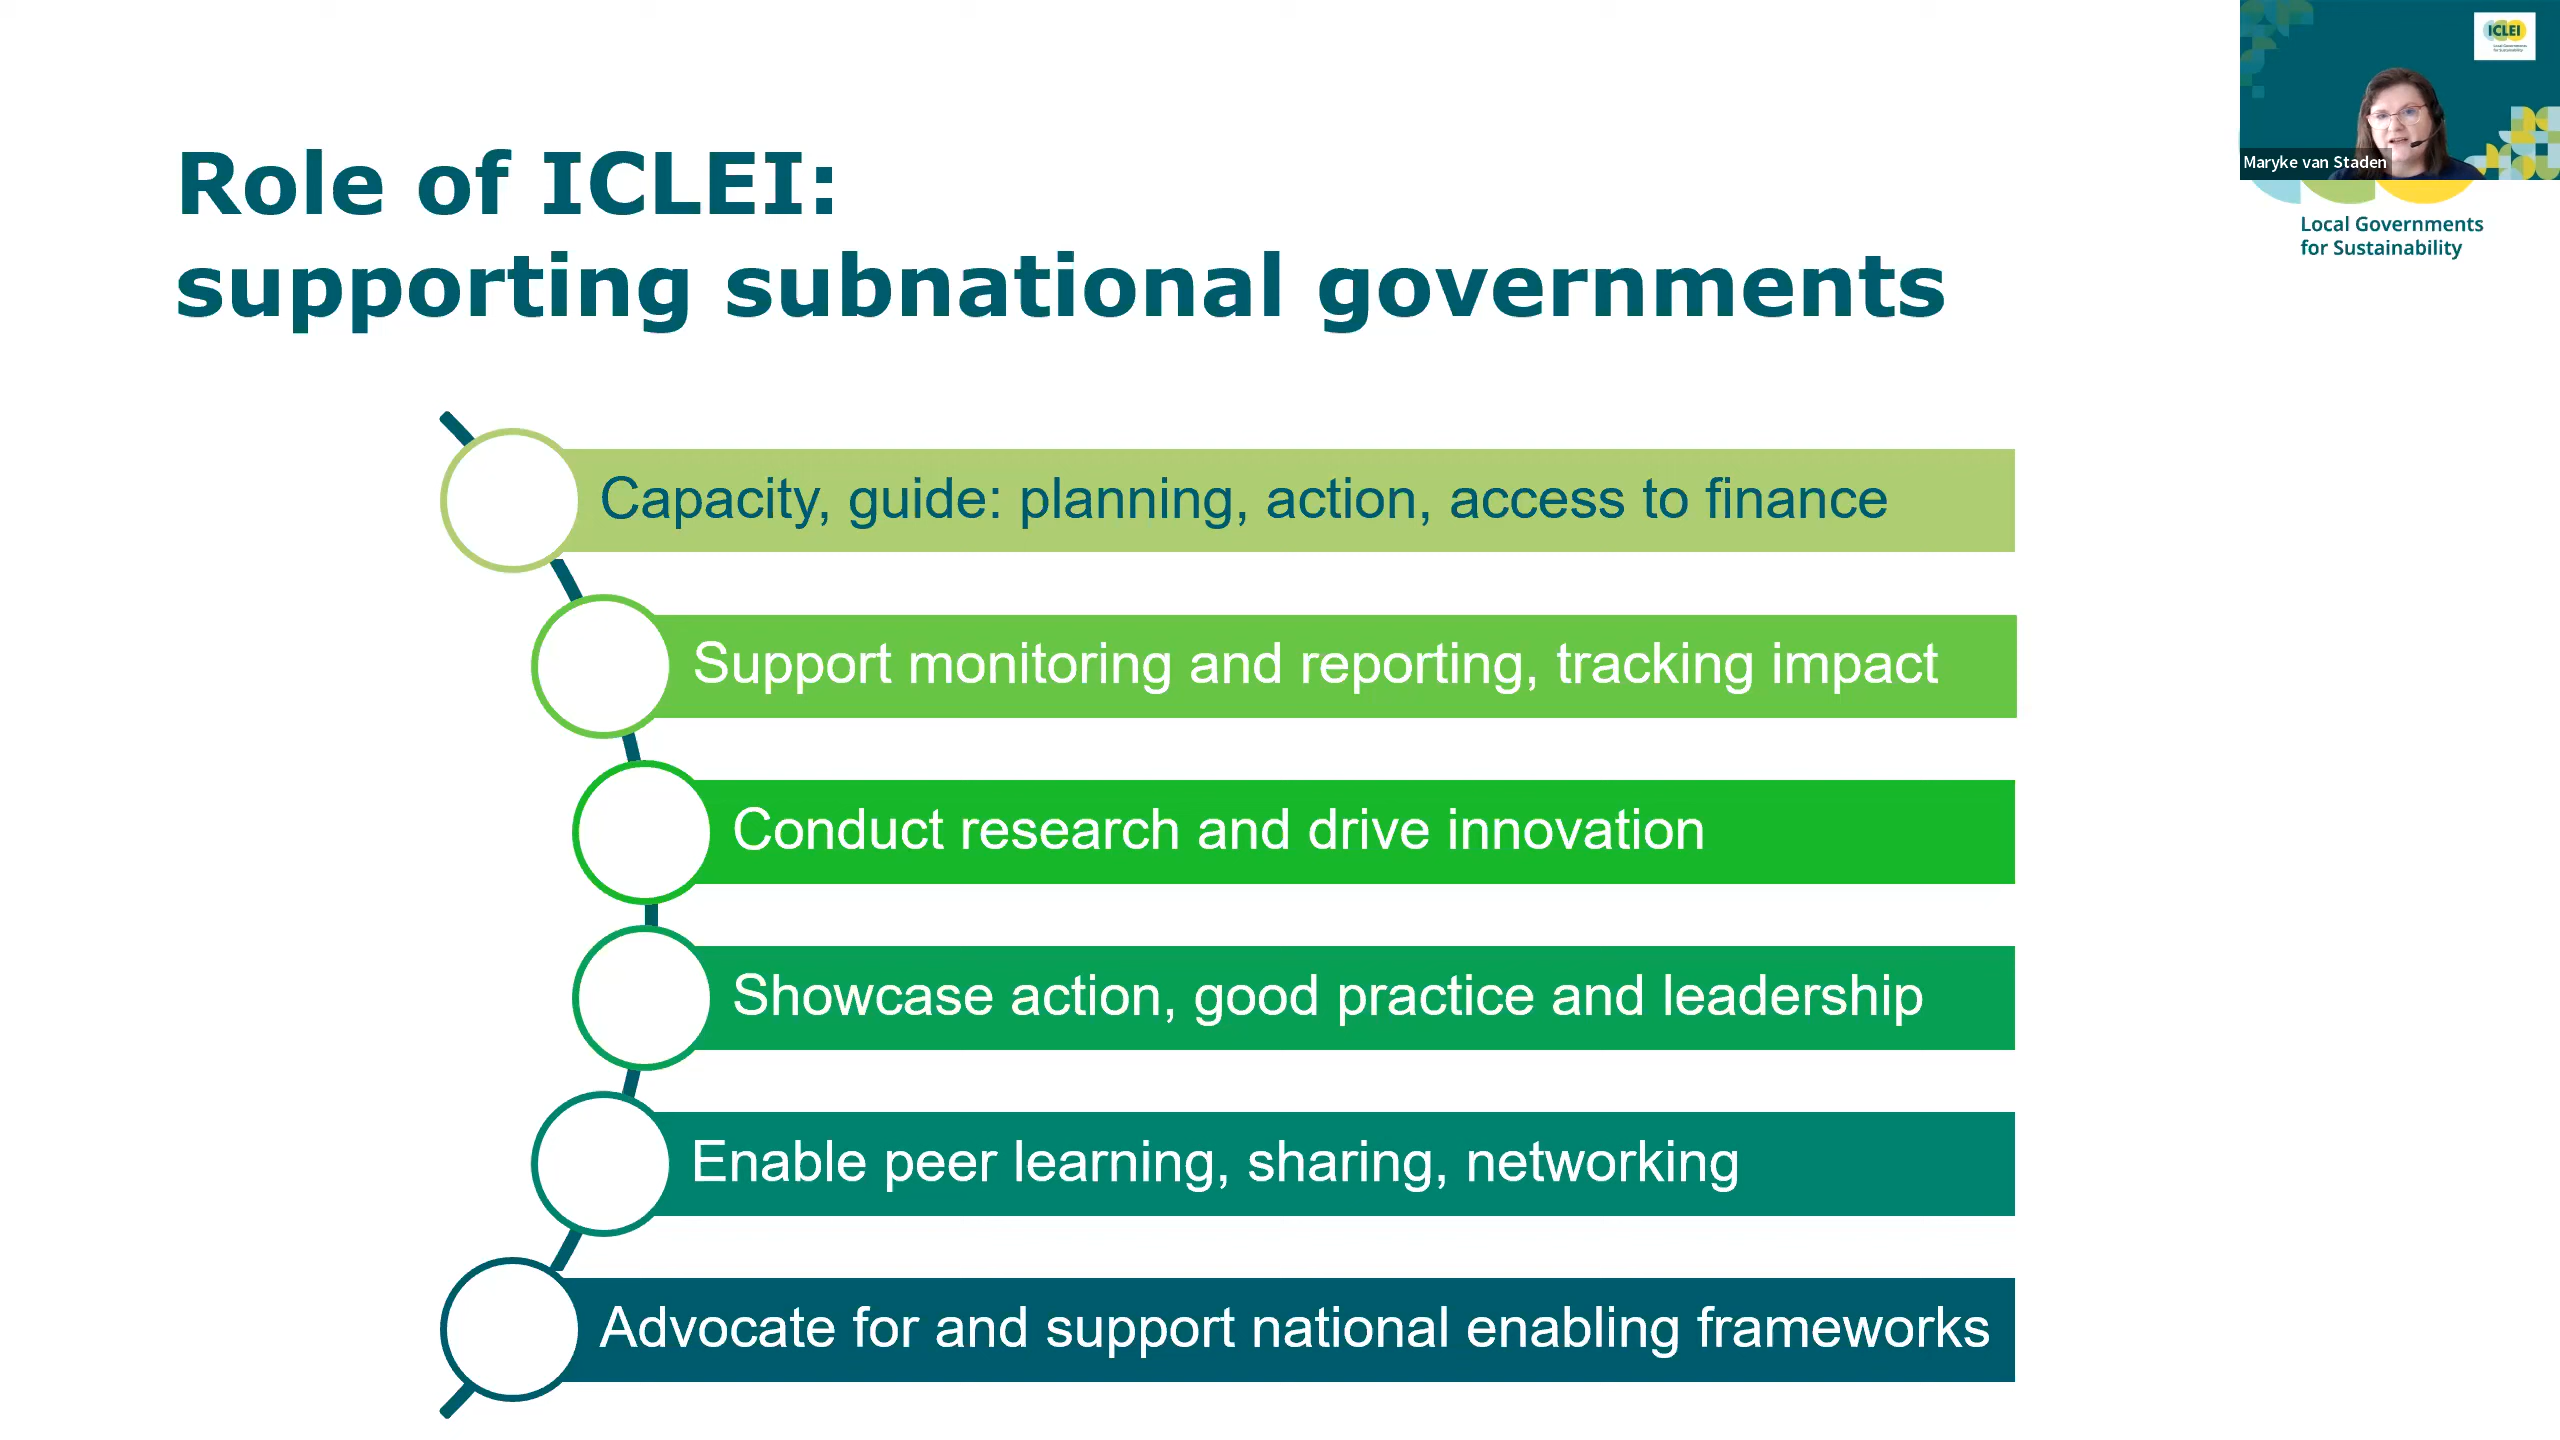 Role of ICLEI:
supporting subnational governments
ICLEI
Maryke van Staden
Local Governments
for Sustainability
Capacity, guide: planning, action, access to finance
Support monitoring and reporting, tracking impact
Conduct research and drive innovation
Showcase action, good practice and leadership
Enable peer learning, sharing, networking
Advocate for and support national enabling frameworks